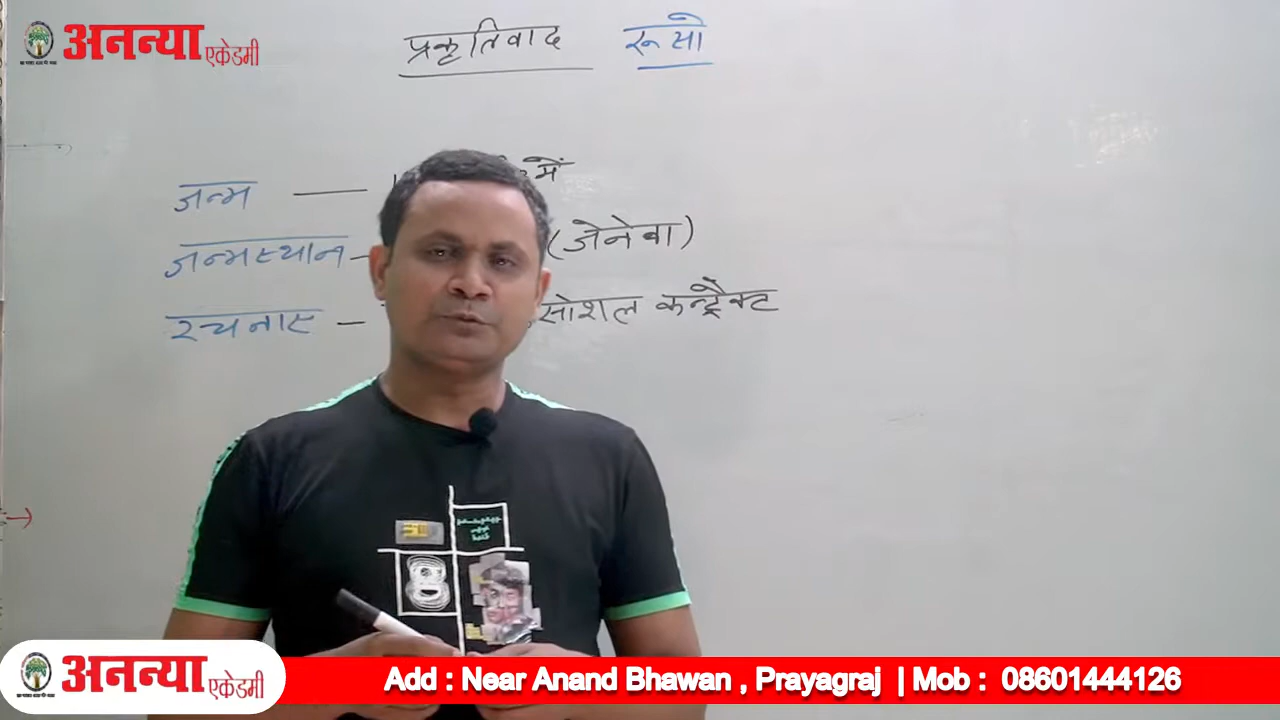 अनन्या एकेडमी
प्रकृतिवाद रूसो
जन्म — में
जन्मस्थान - (जेनेवा)
रचनाए - सोशल कन्ट्रैक्ट
8
अनन्या एकेडमी
Add : Near Anand Bhawan , Prayagraj | Mob : 08601444126